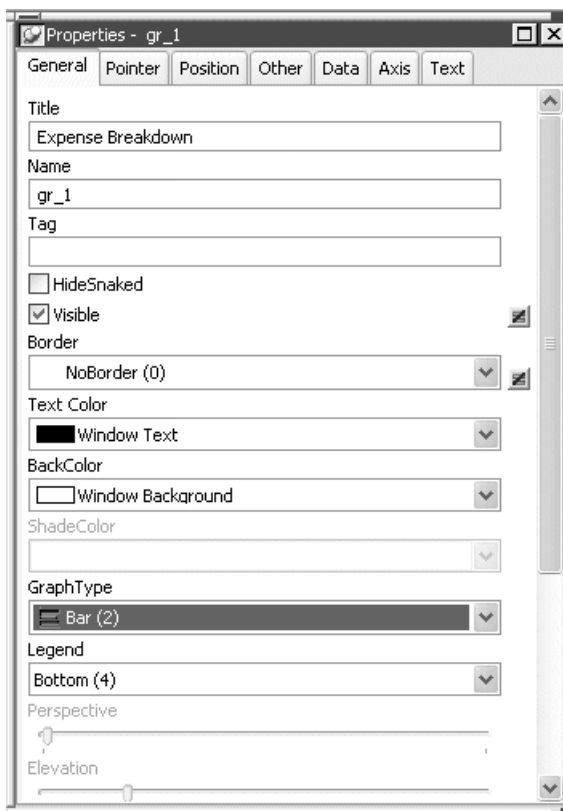 Properties - gr_1
General Pointer Position Other Data Axis Text
Title
Expense Breakdown
Name
gr_1
Tag
HideSnaked
Visible
Border
NoBorder (0)
Text Color
Window Text
BackColor
Window Background
ShadeColor
GraphType
Bar (2)
Legend
Bottom (4)
Perspective
Elevation